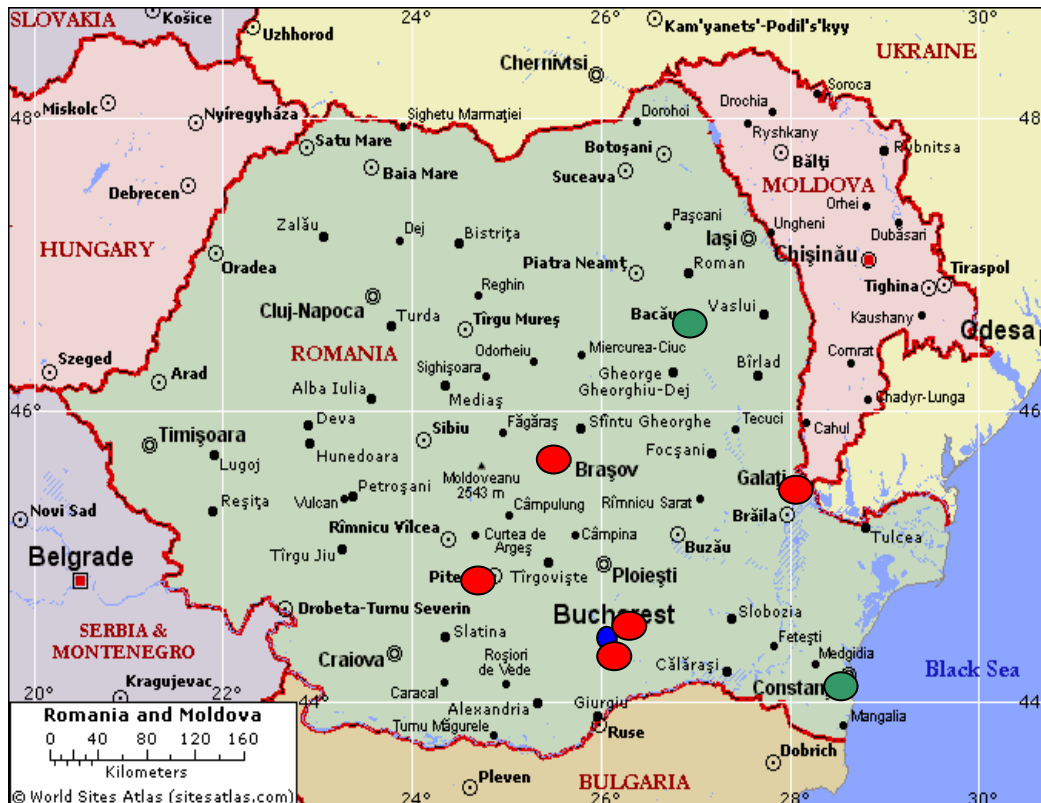 SLOVAKIA
Košice
24°
26°
30°
Uzhhorod
Kam'yanets'-Podil's'kyy
UKRAINE
Chernivtsi
Soroca
Miskolc
Nyíregyháza
Sighetu Marmaţiei
Dorohoi
Drochia
Ryshkany
Rybnitsa
48°
48°
Satu Mare
Botoşani
Bălţi
Baia Mare
Suceava
MOLDOVA
Debrecen
Orhei
Paşcani
Ungheni
Dubăsari
Zalău
Dej
Bistriţa
Iaşi
Chişinău
HUNGARY
Oradea
Piatra Neamţ
Roman
Tiraspol
Tighina
Reghin
Cluj-Napoca
Turda
Tîrgu Mureş
Bacău
Vaslui
Kaushany
Odesa
ROMANIA
Odorheiu
Miercurea-Ciuc
Szeged
Sighişoara
Gheorge
Gheorghiu-Dej
Bîrlad
Comrat
Arad
Alba Iulia
Mediaş
Chadyr-Lunga
46°
Deva
Făgăraş
Sfîntu Gheorghe
Tecuci
Cahul
Timişoara
Sibiu
Hunedoara
Focşani
Lugoj
Braşov
Moldoveanu
2543 m
Galaţi
Reşiţa
Vulcan
Petroşani
Câmpulung
Rîmnicu Sarat
Novi Sad
Rîmnicu Vîlcea
Curtea de
Argeş
Câmpina
Brăila
Buzău
Tulcea
Belgrade
Tîrgu Jiu
Tîrgovişte
Ploieşti
Drobeta-Turnu Severin
Bucharest
Slobozia
SERBIA &
MONTENEGRO
Slatina
Feteşti
Craiova
Roşiori
de Vede
Medgidia
Călăraşi
Black Sea
20°
22°
Kragujevac
Caracal
44°
Alexandria
Giurgiu
44°
Mangalia
Turnu Măgurele
Ruse
Dobrich
Pleven
BULGARIA
24°
26°
28°
30°
Romania and Moldova
0 40 80 120 160
Kilometers
© World Sites Atlas (sitesatlas.com)